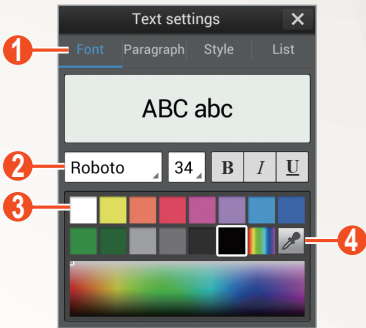 Text settings
1 Font Paragraph Style List
ABC abc
2 Roboto 34 B I U
3
4